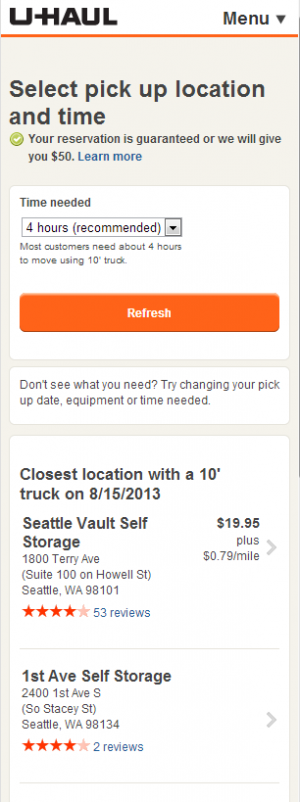 U-HAUL
Menu ▼
Select pick up location
and time
Your reservation is guaranteed or we will give
you $50. Learn more
Time needed
4 hours (recommended)
Most customers need about 4 hours
to move using 10' truck.
Refresh
Don't see what you need? Try changing your pick
up date, equipment or time needed.
Closest location with a 10'
truck on 8/15/2013
Seattle Vault Self
Storage
$19.95
plus
$0.79/mile
1800 Terry Ave
(Suite 100 on Howell St)
Seattle, WA 98101
53 reviews
1st Ave Self Storage
2400 1st Ave S
(So Stacey St)
Seattle, WA 98134
2 reviews